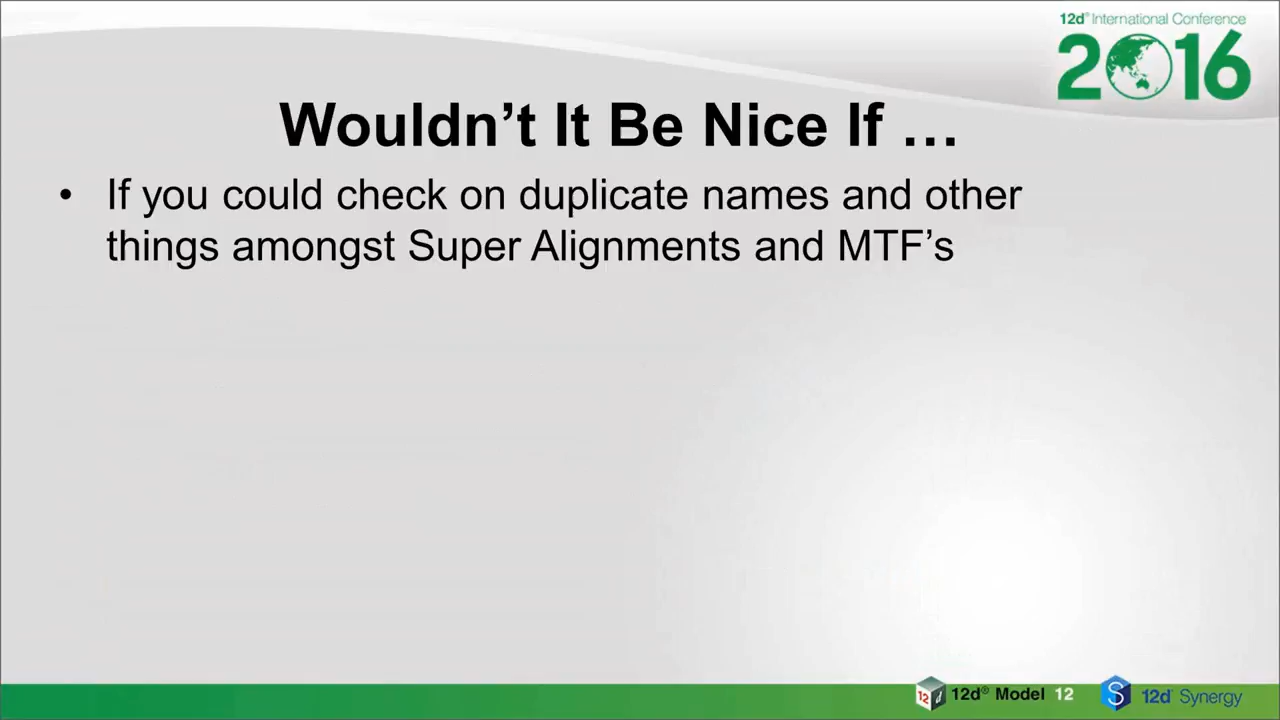 12d® International Conference
2016
Wouldn’t It Be Nice If …
• If you could check on duplicate names and other
things amongst Super Alignments and MTF’s
12d® Model 12
12d Synergy